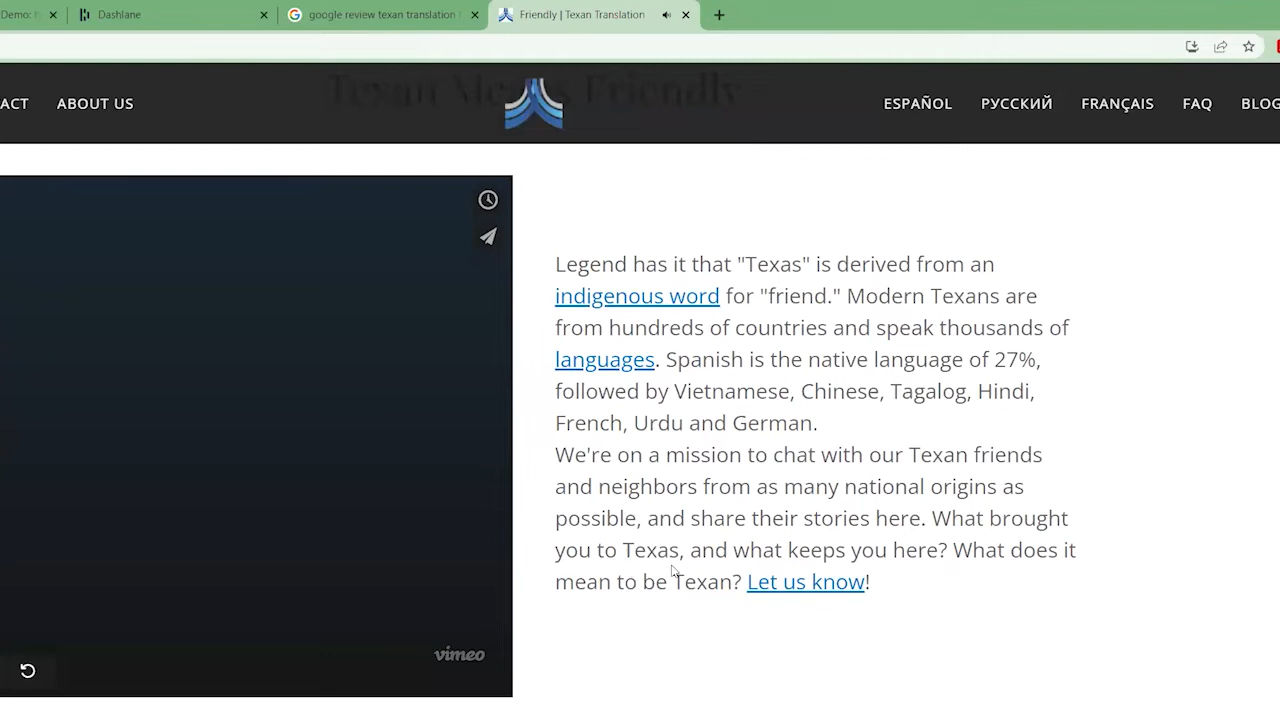 Demo:
Dashlane
google review texan translation
Friendly | Texan Translation
Texan Means Friendly
ACT
ABOUT US
ESPAÑOL
РУССКИЙ
FRANÇAIS
FAQ
BLOG
Legend has it that "Texas" is derived from an
indigenous word for "friend." Modern Texans are
from hundreds of countries and speak thousands of
languages. Spanish is the native language of 27%,
followed by Vietnamese, Chinese, Tagalog, Hindi,
French, Urdu and German.
We're on a mission to chat with our Texan friends
and neighbors from as many national origins as
possible, and share their stories here. What brought
you to Texas, and what keeps you here? What does it
mean to be Texan? Let us know!
vimeo